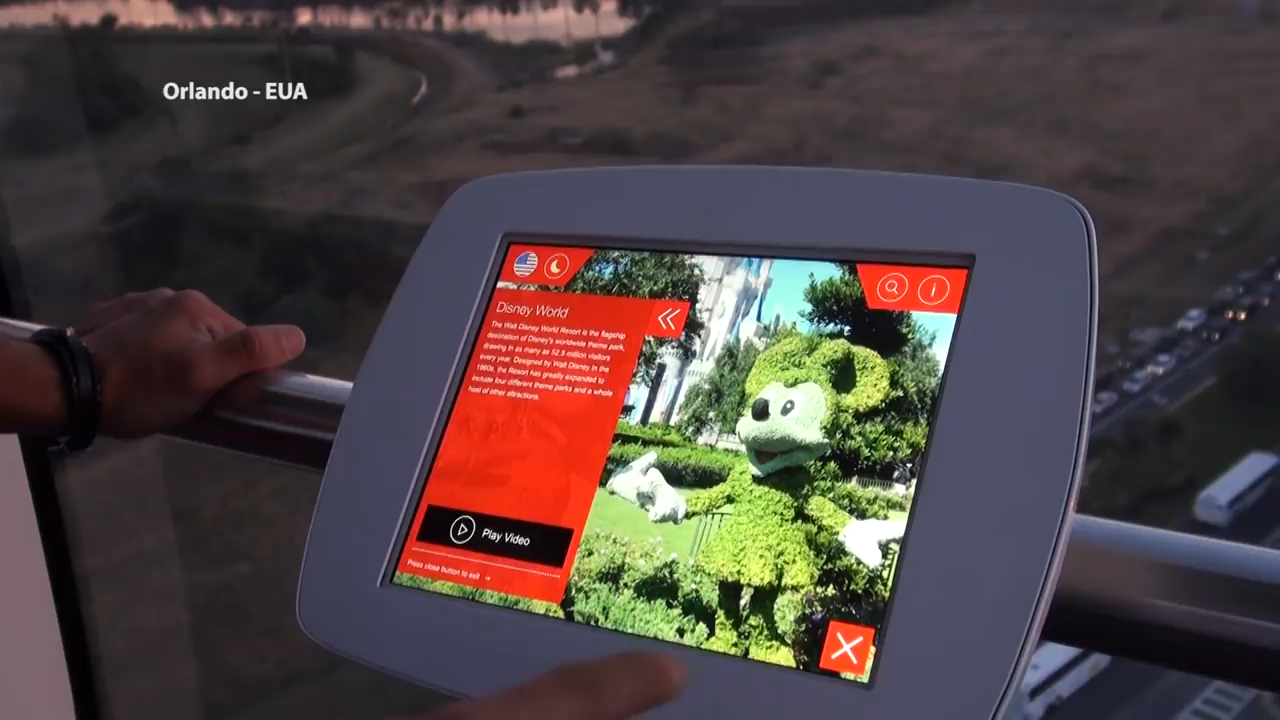 Orlando - EUA
Disney World
The Walt Disney World Resort is the flagship
destination of Disney's worldwide theme park,
drawing in as many as 52.5 million visitors
every year. Designed by Walt Disney in the
1960s, the Resort has greatly expanded to
include four different theme parks and a whole
host of other attractions.
Play Video
Press close button to exit